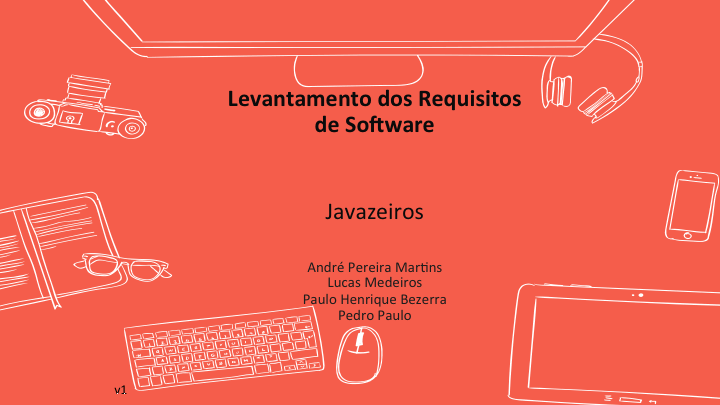 Levantamento dos Requisitos
de Software
Javazeiros
André Pereira Martins
Lucas Medeiros
Paulo Henrique Bezerra
Pedro Paulo
v1